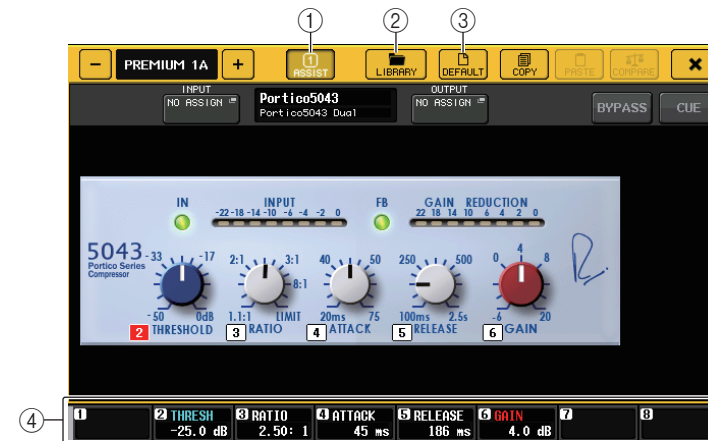 ① ② ③
− PREMIUM 1A + 1 ASSIST LIBRARY DEFAULT COPY PASTE COMPARE ×
INPUT OUTPUT
NO ASSIGN Portico5043 NO ASSIGN
Portico5043 Dual
BYPASS CUE
IN INPUT FB GAIN REDUCTION
-22 -18 -14 -10 -6 -4 -2 0 22 18 14 10 6 4 2 0
5043
Portico Series
Compressor
-33 -17 2:1 3:1 40 50 250 500 0 4 8
8:1
-50 0dB 1.1:1 LIMIT 20ms 75 100ms 2.5s -6 20
2 THRESHOLD 3 RATIO 4 ATTACK 5 RELEASE 6 GAIN
④
1 2 THRESH 3 RATIO 4 ATTACK 5 RELEASE 6 GAIN 7 8
-25.0 dB 2.50: 1 45 ms 186 ms 4.0 dB